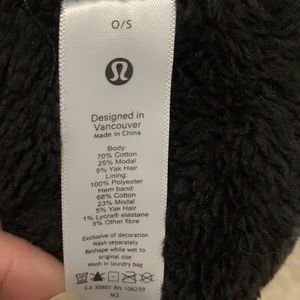 O/S
Designed in
Vancouver
Made in China
Body:
70% Cotton
25% Modal
5% Yak Hair
Lining:
100% Polyester
Hem band:
68% Cotton
23% Modal
5% Yak Hair
1% Lycra® elastane
3% Other fibre
Exclusive of decoration
Wash separately
Reshape while wet to
original size
Wash in laundry bag
CA 35801 RN 106259
M3